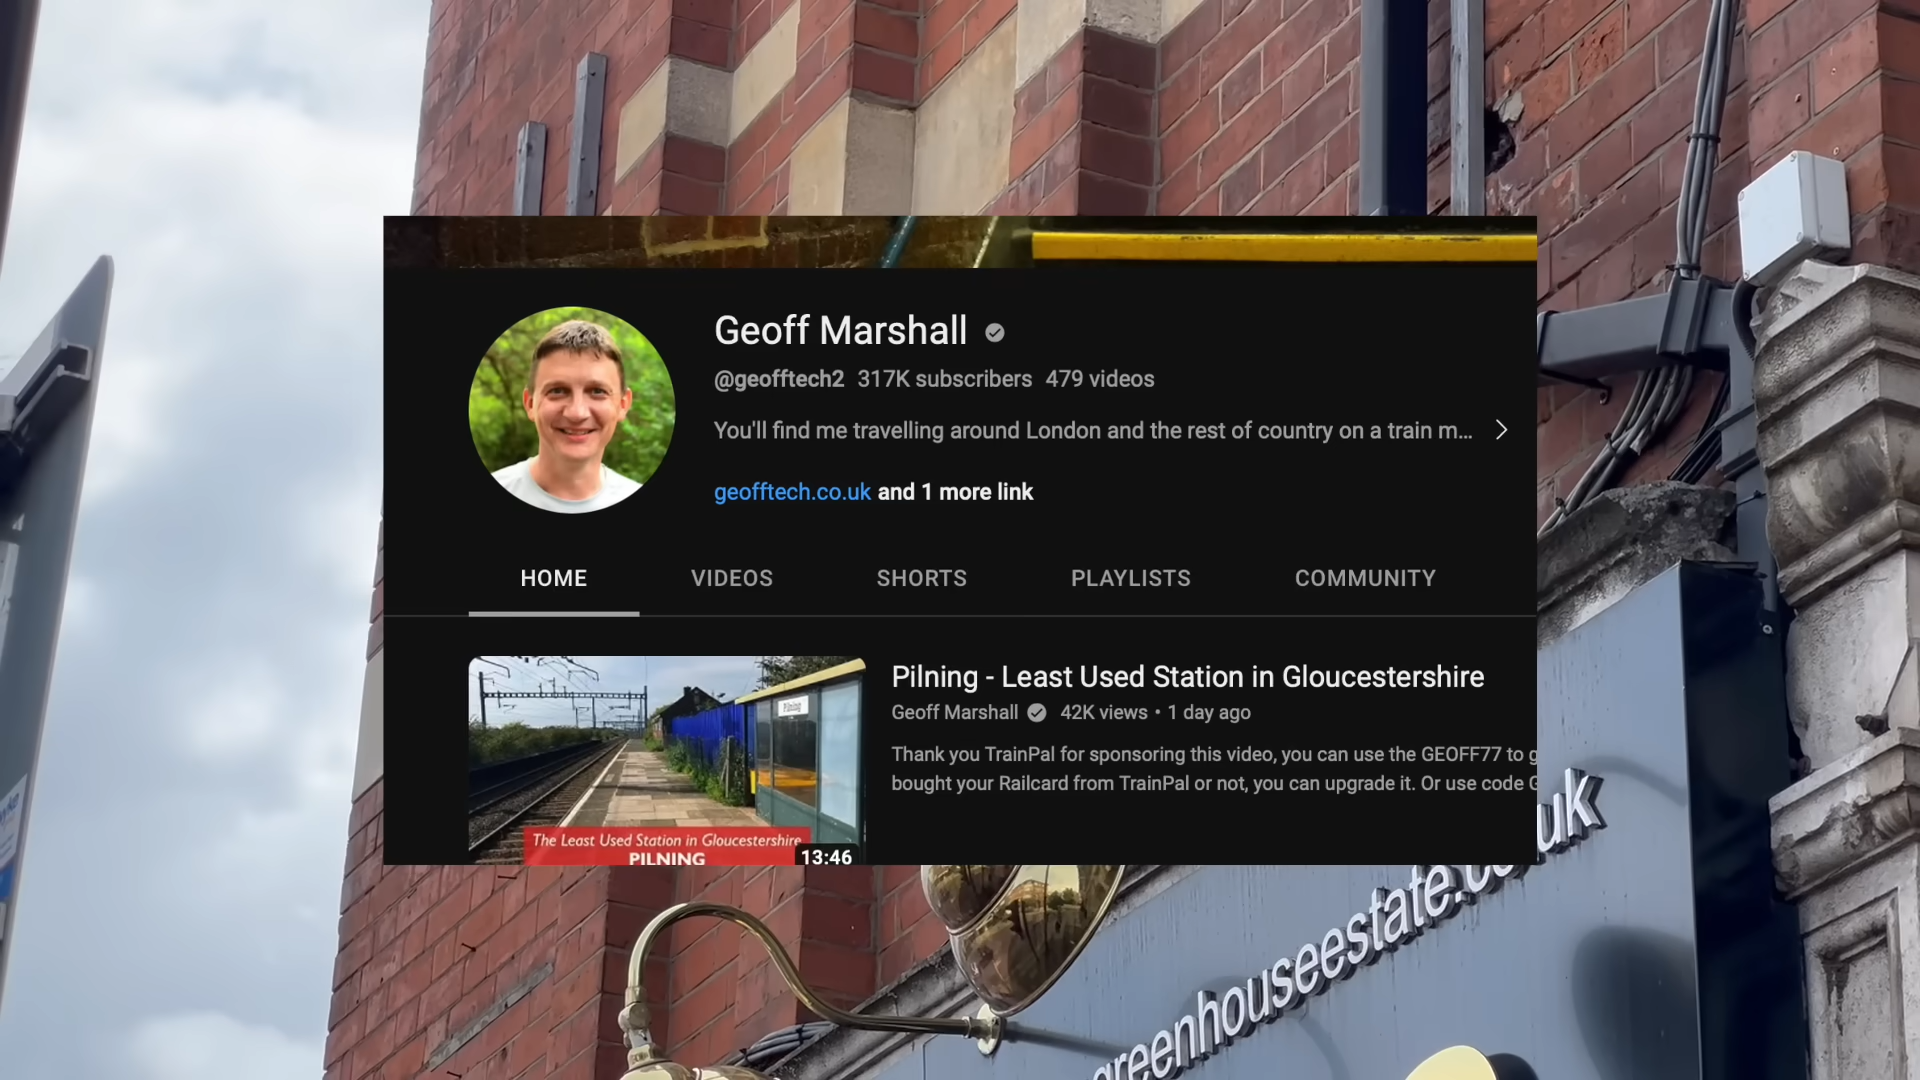 Geoff Marshall
@geofftech2 317K subscribers 479 videos
You'll find me travelling around London and the rest of country on a train m...
geofftech.co.uk and 1 more link
HOME VIDEOS SHORTS PLAYLISTS COMMUNITY
Pilning
The Least Used Station in Gloucestershire
PILNING
13:46
Pilning - Least Used Station in Gloucestershire
Geoff Marshall 42K views • 1 day ago
Thank you TrainPal for sponsoring this video, you can use the GEOFF77 to g
bought your Railcard from TrainPal or not, you can upgrade it. Or use code G
greenhouseestate.co.uk